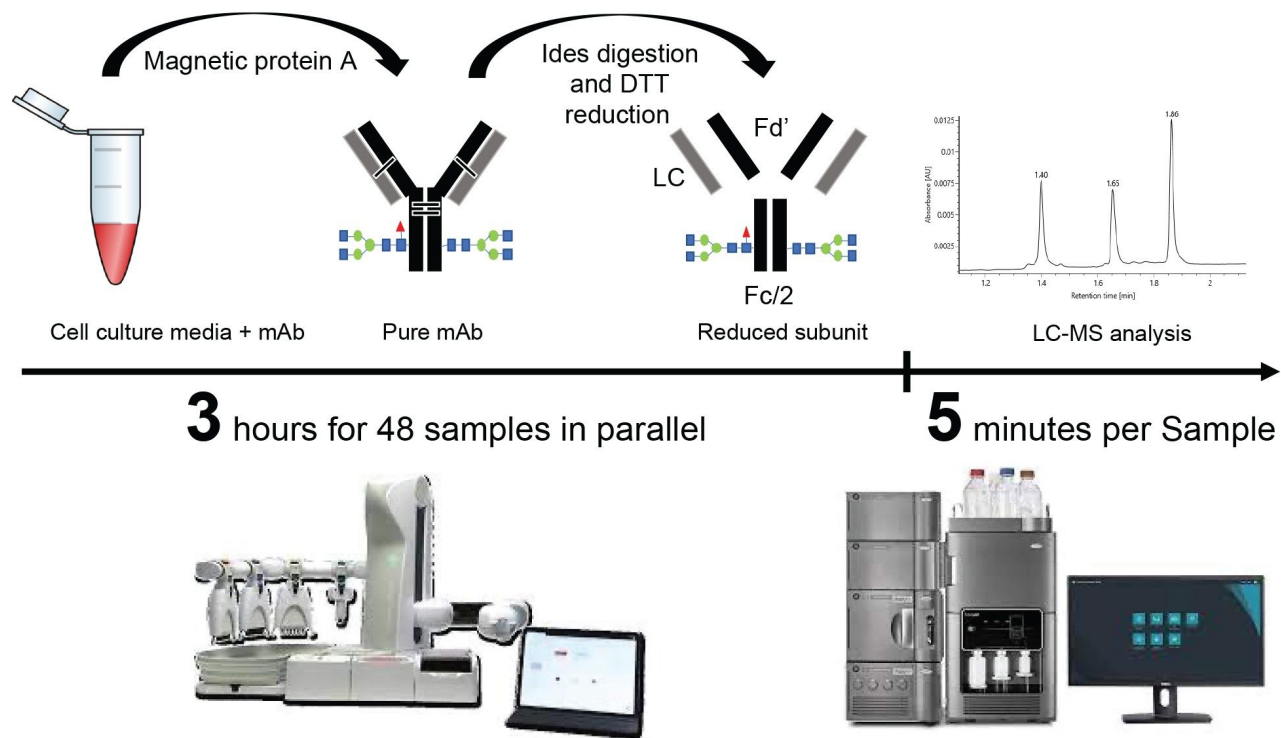 Magnetic protein A
Ides digestion
and DTT
reduction
Fd’
LC
Fc/2
0.0125
0.01
0.0075
0.005
0.0025
Absorbance [AU]
1.40
1.65
1.86
1.2
1.4
1.6
1.8
2
Retention time [min]
Cell culture media + mAb
Pure mAb
Reduced subunit
LC-MS analysis
3 hours for 48 samples in parallel
5 minutes per Sample